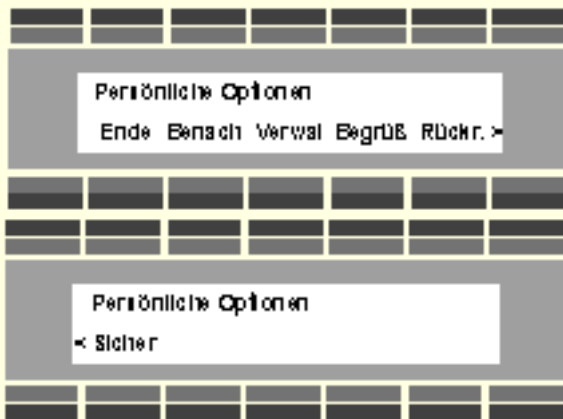 Persönliche Optionen
Ende Benach Verwal Begrüß Rückr. >
Persönliche Optionen
< Sicher